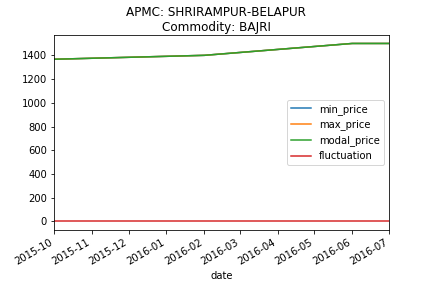 APMC: SHRIRAMPUR-BELAPUR
Commodity: BAJRI
1400
1200
1000
800
600
400
200
0
min_price
max_price
modal_price
fluctuation
2015-10
2015-11
2015-12
2016-01
2016-02
2016-03
2016-04
2016-05
2016-06
2016-07
date